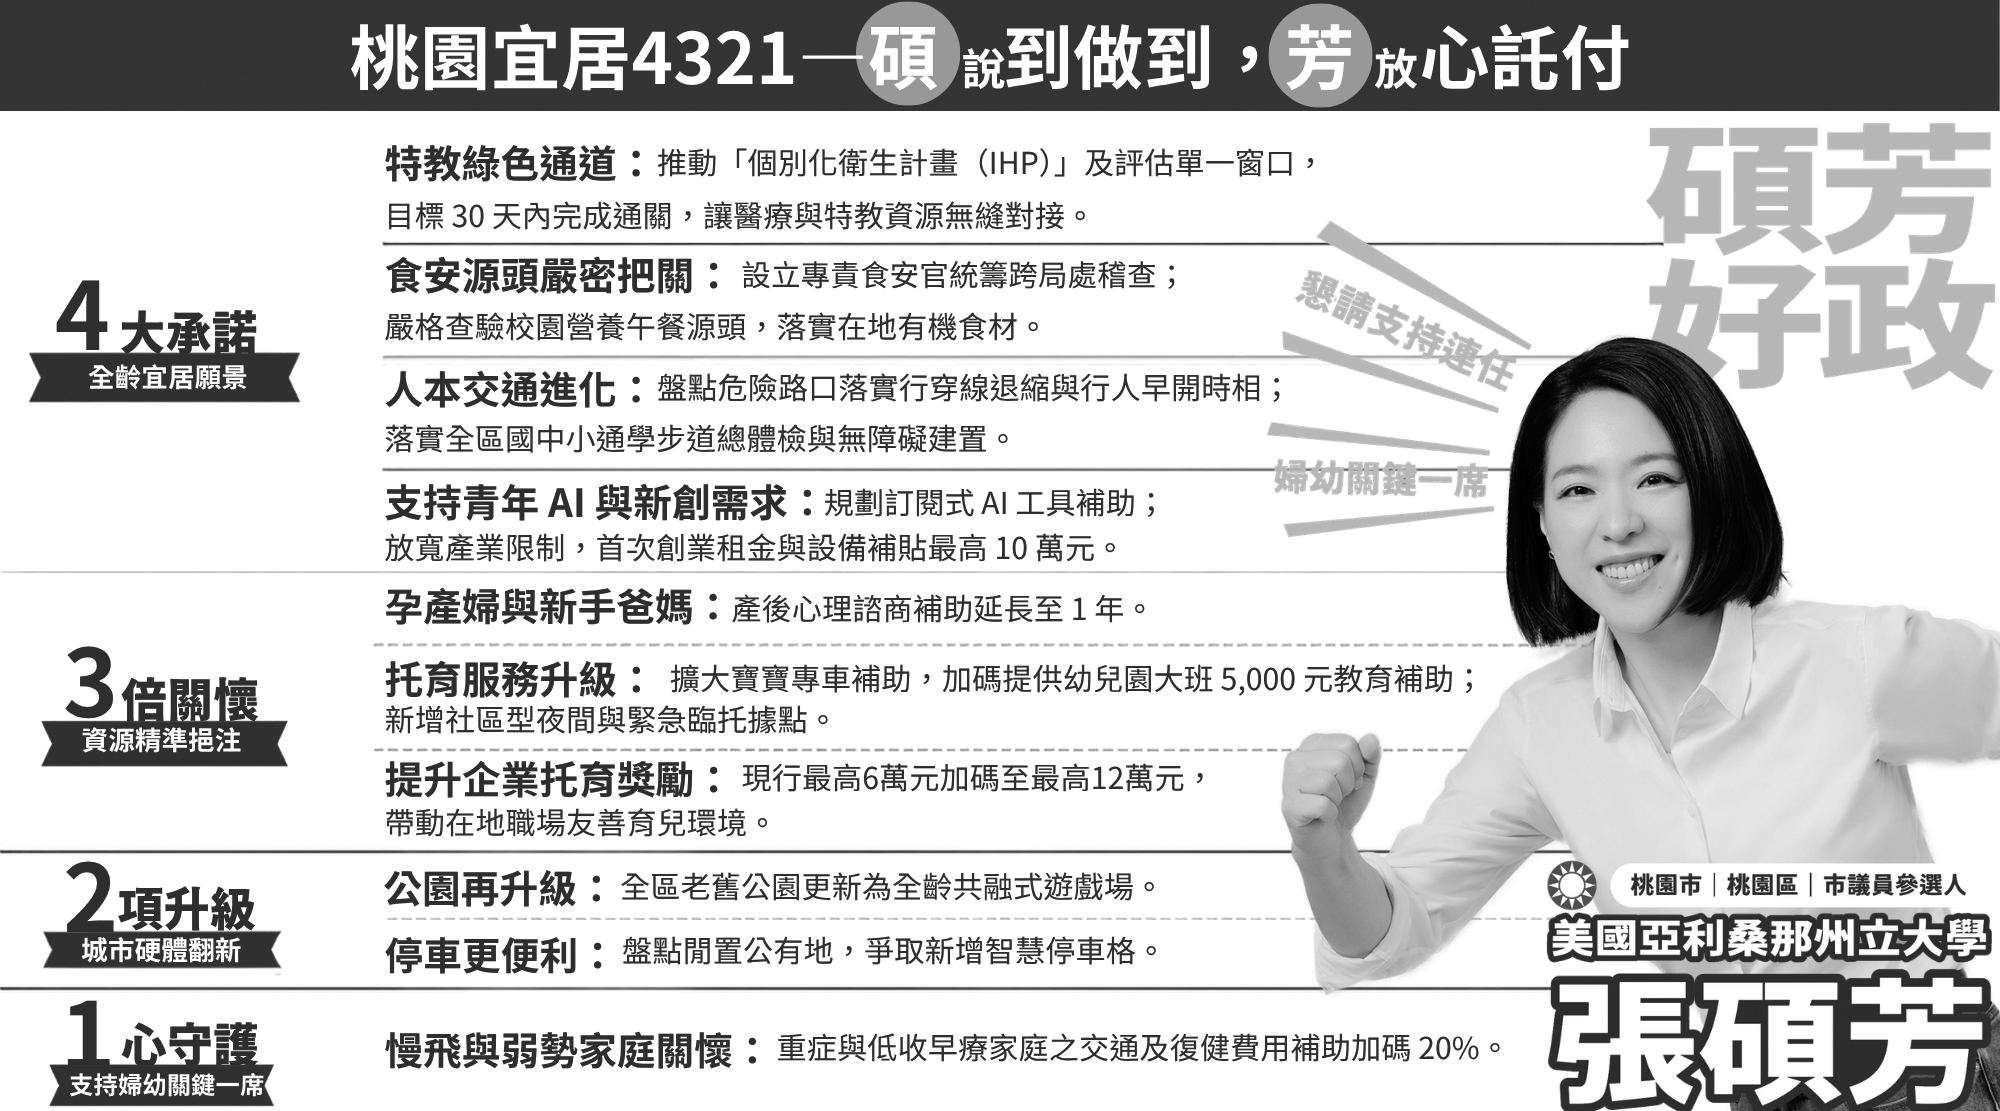 桃園宜居4321—碩說到做到，芳放心託付
碩芳
好政
懇請支持連任
婦幼關鍵一席
4大承諾
全齡宜居願景
特教綠色通道：推動「個別化衛生計畫（IHP）」及評估單一窗口，
目標 30 天內完成通關，讓醫療與特教資源無縫對接。
食安源頭嚴密把關： 設立專責食安官統籌跨局處稽查；
嚴格查驗校園營養午餐源頭，落實在地有機食材。
人本交通進化：盤點危險路口落實行穿線退縮與行人早開時相；
落實全區國中小通學步道總體檢與無障礙建置。
支持青年 AI 與新創需求：規劃訂閱式 AI 工具補助；
放寬產業限制，首次創業租金與設備補貼最高 10 萬元。
3倍關懷
資源精準挹注
孕產婦與新手爸媽：產後心理諮商補助延長至 1 年。
托育服務升級： 擴大寶寶專車補助，加碼提供幼兒園大班 5,000 元教育補助；
新增社區型夜間與緊急臨托據點。
提升企業托育獎勵： 現行最高6萬元加碼至最高12萬元，
帶動在地職場友善育兒環境。
2項升級
城市硬體翻新
公園再升級：全區老舊公園更新為全齡共融式遊戲場。
停車更便利：盤點閒置公有地，爭取新增智慧停車格。
1心守護
支持婦幼關鍵一席
慢飛與弱勢家庭關懷：重症與低收早療家庭之交通及復健費用補助加碼 20%。
桃園市｜桃園區｜市議員參選人
美國亞利桑那州立大學
張碩芳